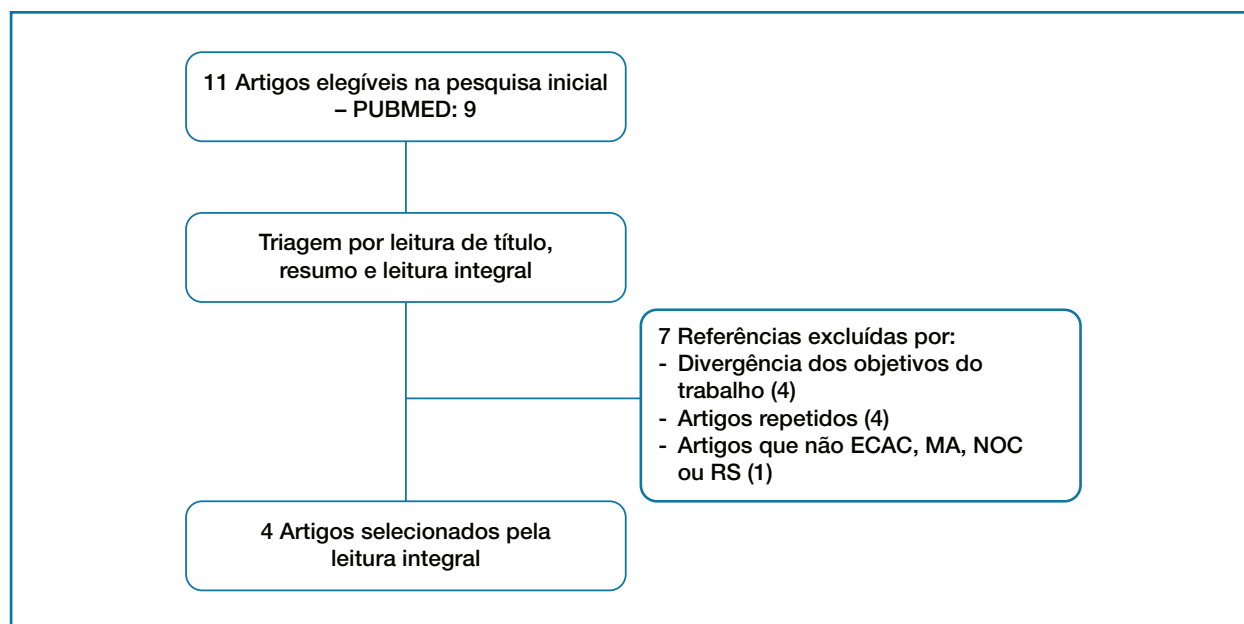 11 Artigos elegíveis na pesquisa inicial
– PUBMED: 9
Triagem por leitura de título,
resumo e leitura integral
7 Referências excluídas por:
- Divergência dos objetivos do
trabalho (4)
- Artigos repetidos (4)
- Artigos que não ECAC, MA, NOC
ou RS (1)
4 Artigos selecionados pela
leitura integral